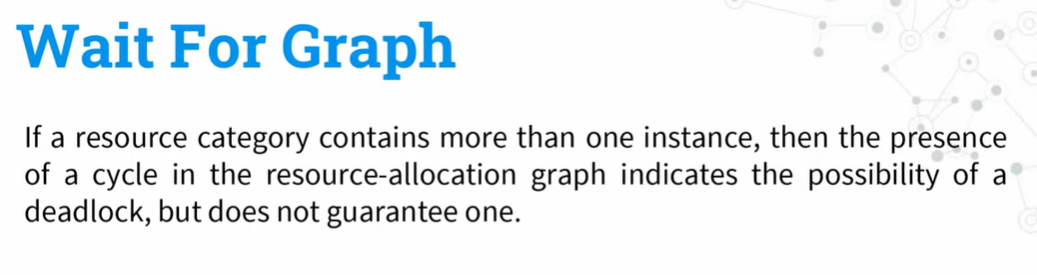 Wait For Graph
If a resource category contains more than one instance, then the presence
of a cycle in the resource-allocation graph indicates the possibility of a
deadlock, but does not guarantee one.